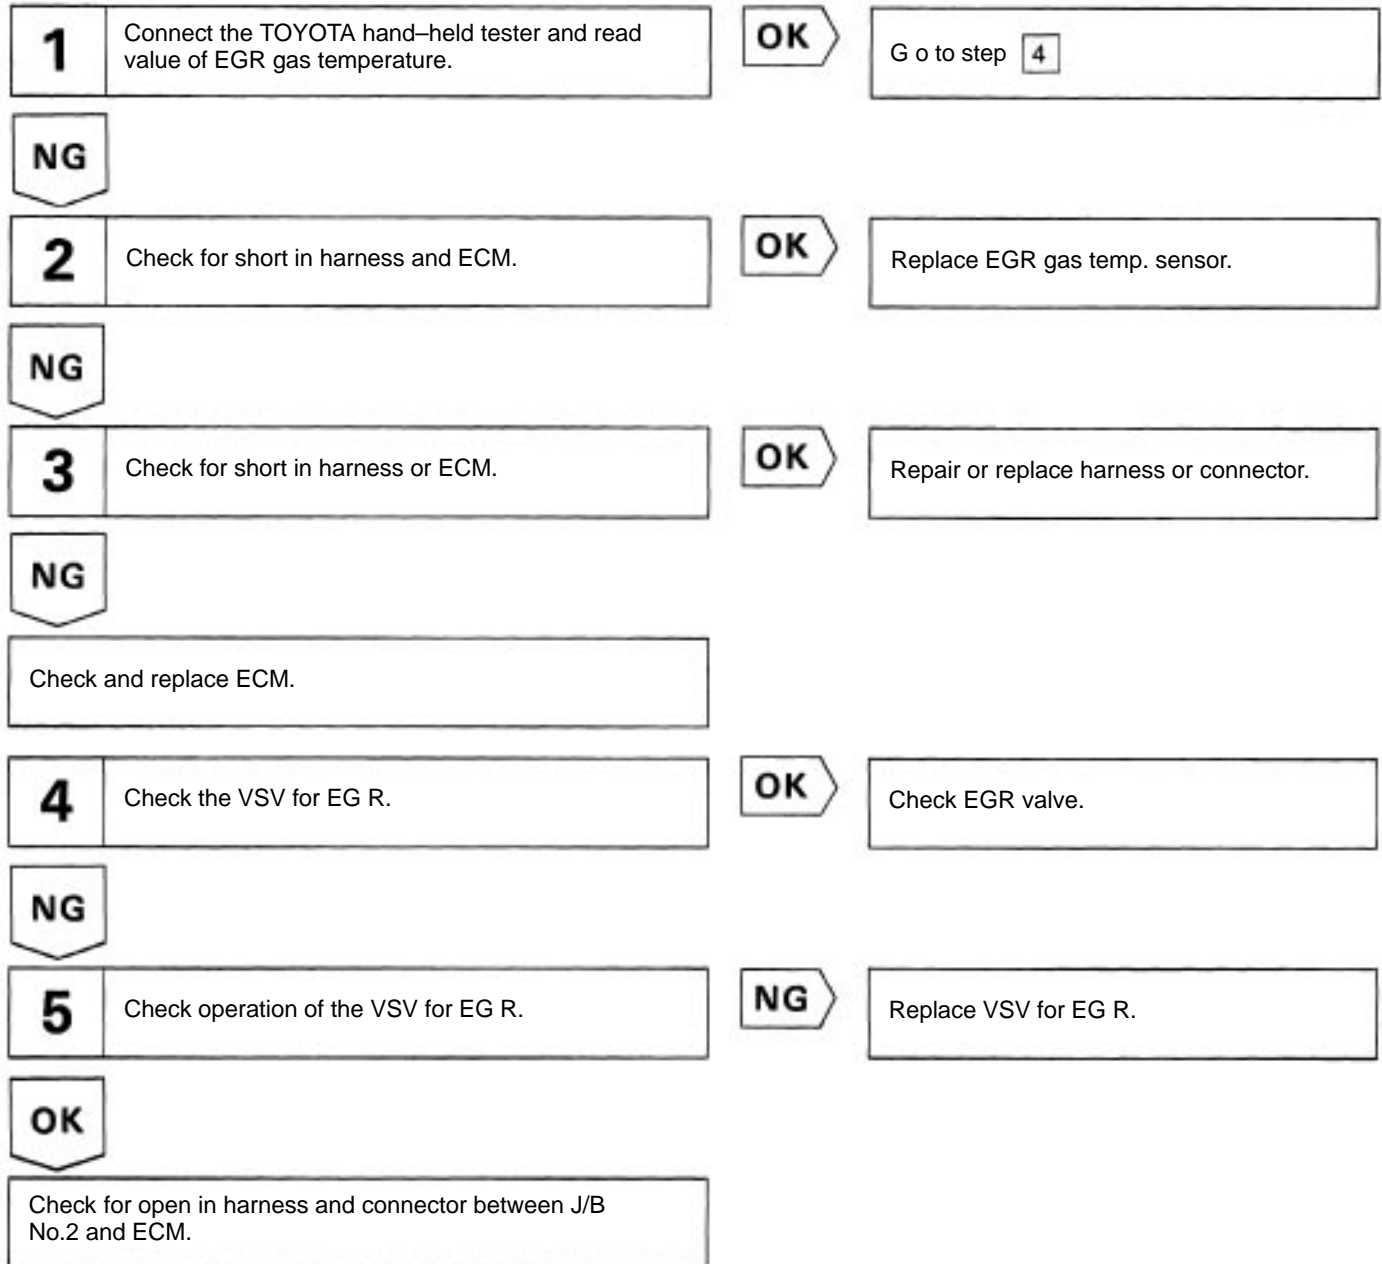 1
Connect the TOYOTA hand–held tester and read
value of EGR gas temperature.
OK
G o to step 4
NG
2
Check for short in harness and ECM.
OK
Replace EGR gas temp. sensor.
NG
3
Check for short in harness or ECM.
OK
Repair or replace harness or connector.
NG
Check and replace ECM.
4
Check the VSV for EG R.
OK
Check EGR valve.
NG
5
Check operation of the VSV for EG R.
NG
Replace VSV for EG R.
OK
Check for open in harness and connector between J/B
No.2 and ECM.